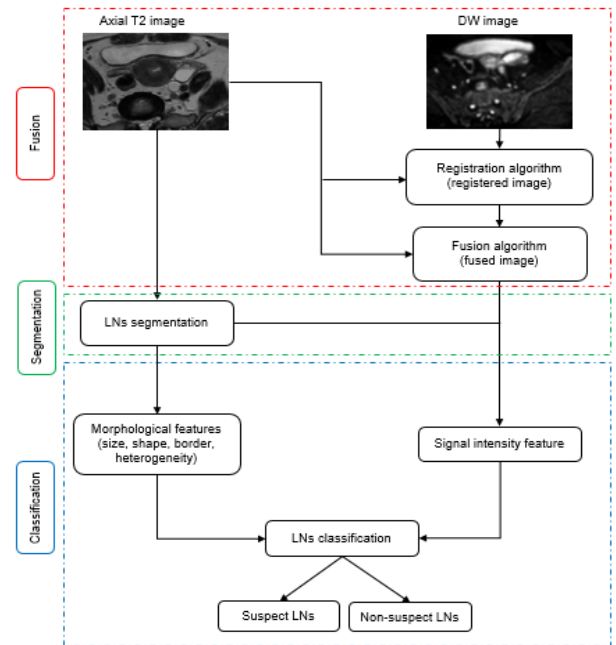 Axial T2 image
DW image
Fusion
Registration algorithm
(registered image)
Fusion algorithm
(fused image)
Segmentation
LNs segmentation
Classification
Morphological features
(size, shape, border,
heterogeneity)
Signal intensity feature
LNs classification
Suspect LNs
Non-suspect LNs